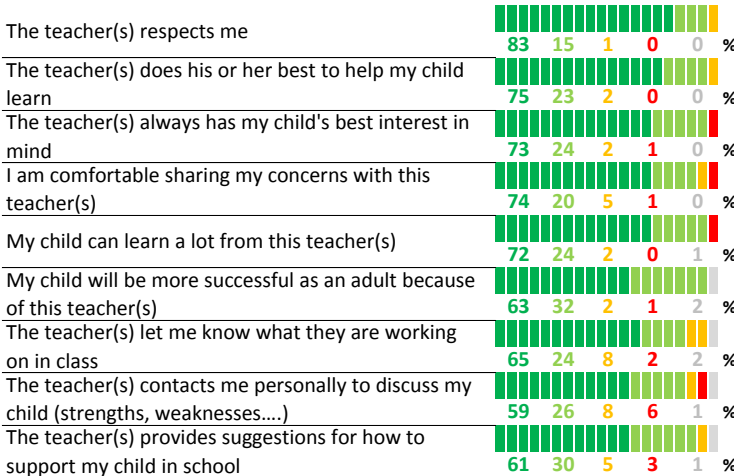 The teacher(s) respects me
83 15 1 0 0 %
The teacher(s) does his or her best to help my child
learn
75 23 2 0 0 %
The teacher(s) always has my child's best interest in
mind
73 24 2 1 0 %
I am comfortable sharing my concerns with this
teacher(s)
74 20 5 1 0 %
My child can learn a lot from this teacher(s)
72 24 2 0 1 %
My child will be more successful as an adult because
of this teacher(s)
63 32 2 1 2 %
The teacher(s) let me know what they are working
on in class
65 24 8 2 2 %
The teacher(s) contacts me personally to discuss my
child (strengths, weaknesses....)
59 26 8 6 1 %
The teacher(s) provides suggestions for how to
support my child in school
61 30 5 3 1 %